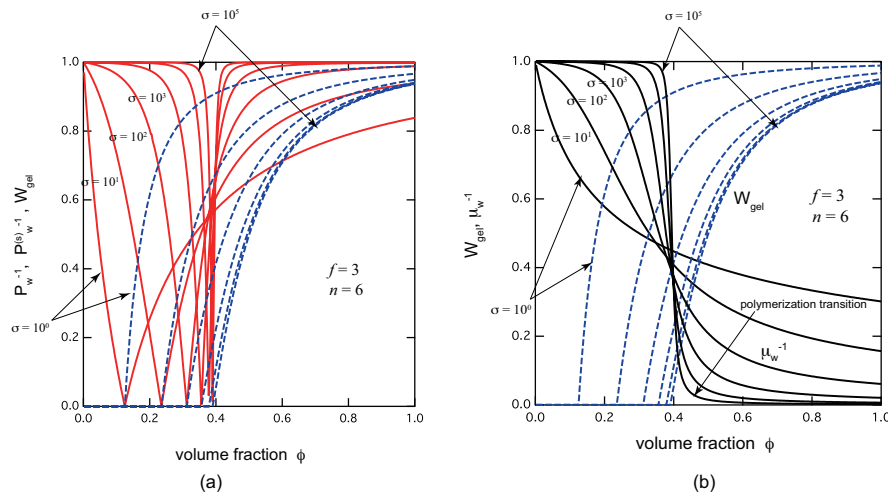 σ = 10⁵
1.0
0.8
0.6
0.4
0.2
0.0
P_w⁻¹, P^(s)_w⁻¹, W_gel
σ = 10³
σ = 10²
σ = 10¹
σ = 10⁰
f = 3
n = 6
0.0 0.2 0.4 0.6 0.8 1.0
volume fraction ϕ
(a)
σ = 10⁵
1.0
0.8
0.6
0.4
0.2
0.0
W_gel, μ_w⁻¹
σ = 10³
σ = 10²
σ = 10¹
σ = 10⁰
W_gel
f = 3
n = 6
polymerization transition
μ_w⁻¹
0.0 0.2 0.4 0.6 0.8 1.0
volume fraction ϕ
(b)